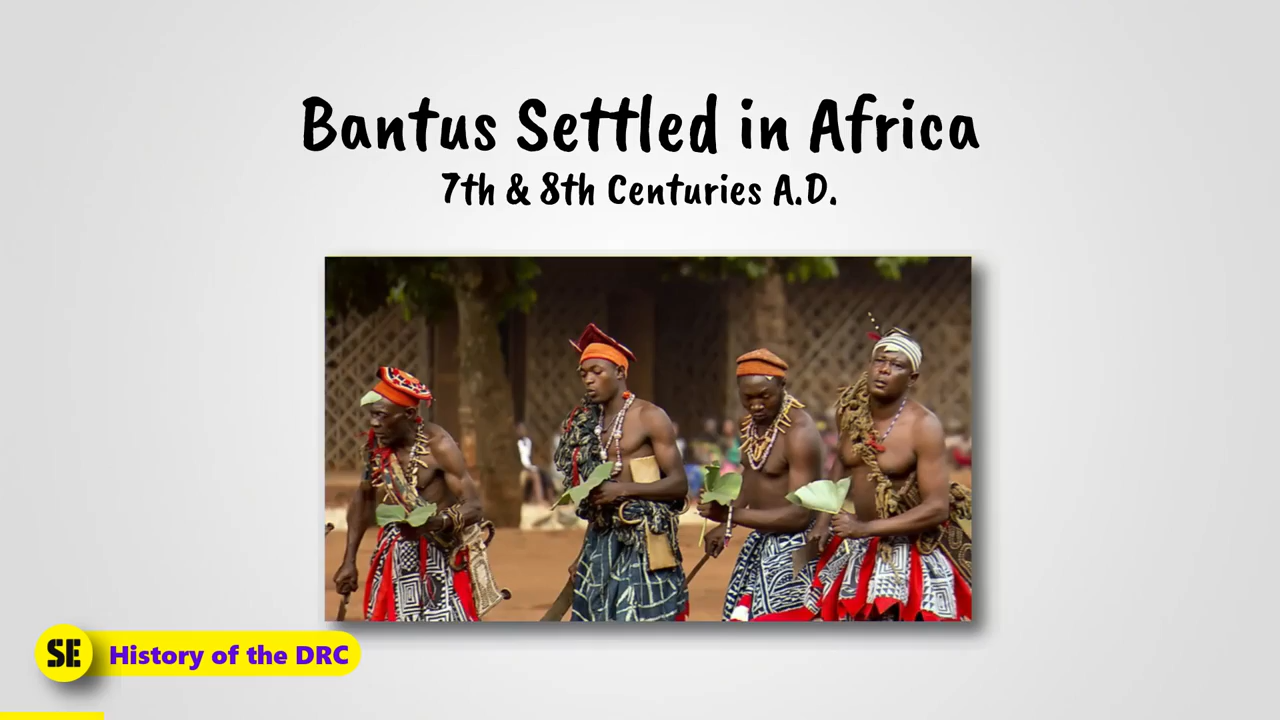 Bantus Settled in Africa
7th & 8th Centuries A.D.
SE
History of the DRC